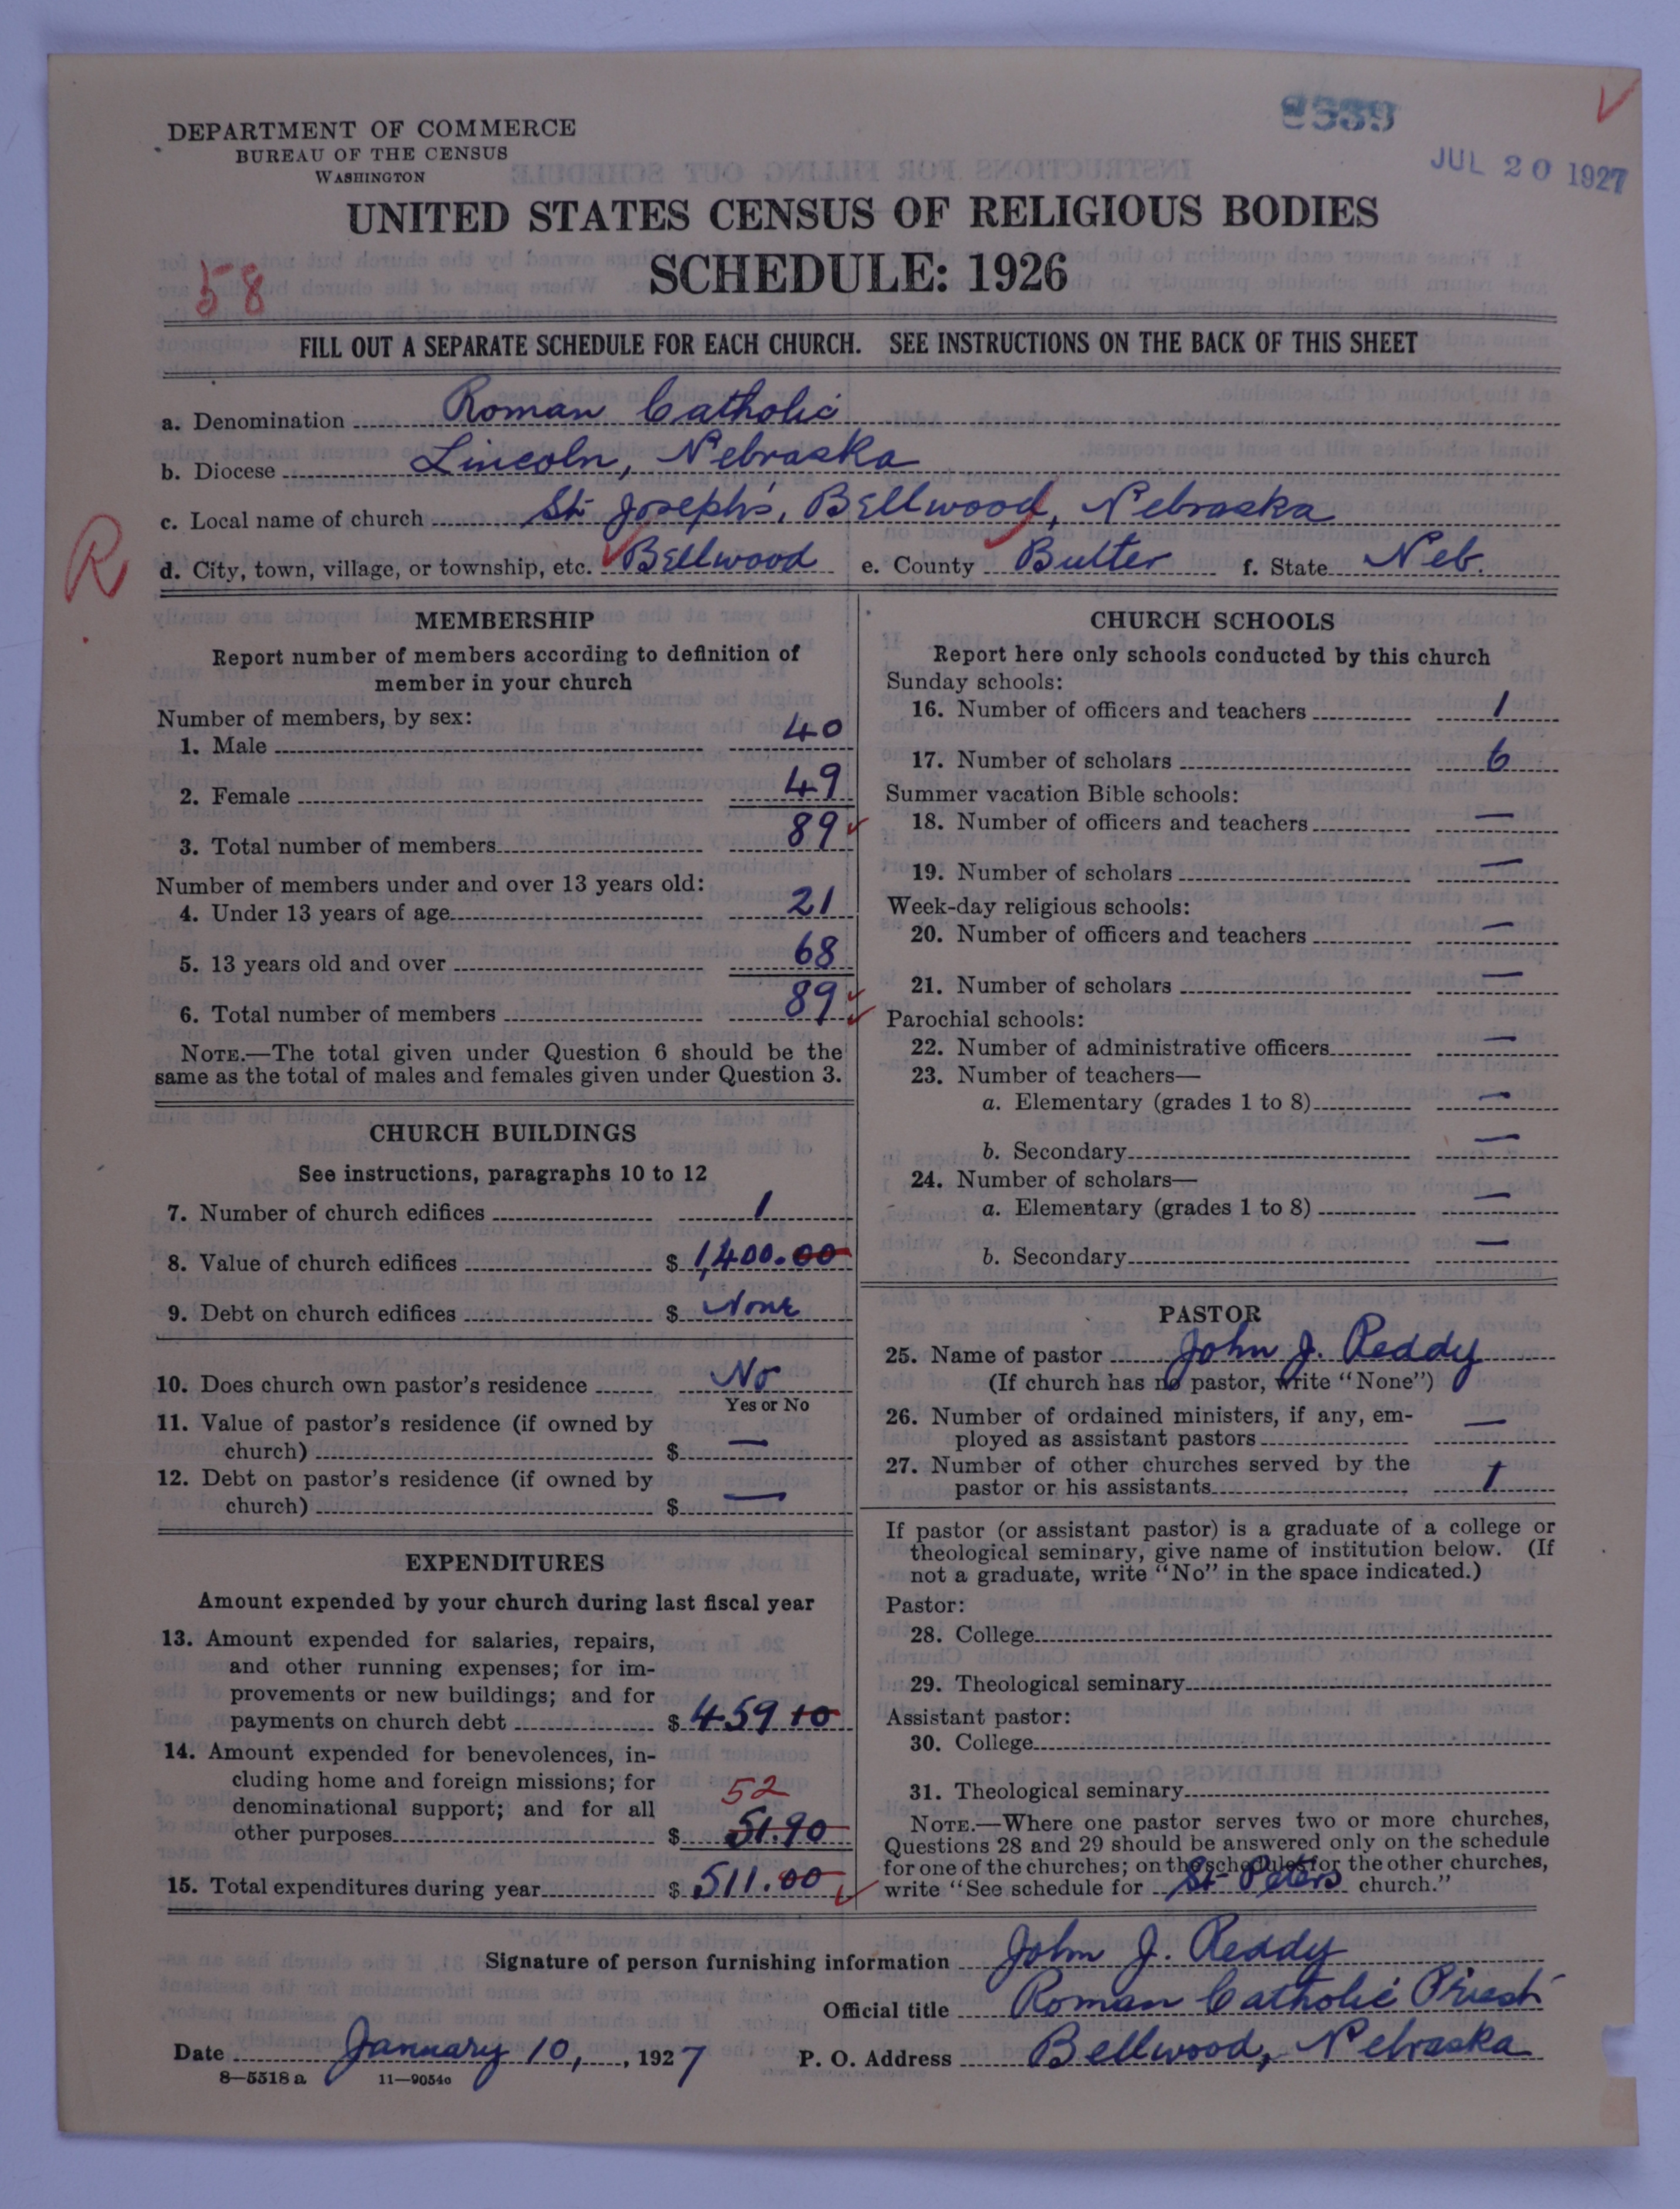 8539
JUL 20 1927
DEPARTMENT OF COMMERCE
BUREAU OF THE CENSUS
WASHINGTON
UNITED STATES CENSUS OF RELIGIOUS BODIES
SCHEDULE: 1926
58
FILL OUT A SEPARATE SCHEDULE FOR EACH CHURCH. SEE INSTRUCTIONS ON THE BACK OF THIS SHEET
a. Denomination Roman Catholic
b. Diocese Lincoln, Nebraska
c. Local name of church St. Joseph's, Bellwood, Nebraska
R
d. City, town, village, or township, etc. Bellwood e. County Butler f. State Neb.
MEMBERSHIP
Report number of members according to definition of
member in your church
Number of members, by sex:
1. Male 40
2. Female 49
3. Total number of members 89
Number of members under and over 13 years old:
4. Under 13 years of age 21
5. 13 years old and over 68
6. Total number of members 89
NOTE.—The total given under Question 6 should be the
same as the total of males and females given under Question 3.
CHURCH BUILDINGS
See instructions, paragraphs 10 to 12
7. Number of church edifices 1
8. Value of church edifices $ 1,400.00
9. Debt on church edifices $ None
10. Does church own pastor's residence No
Yes or No
11. Value of pastor's residence (if owned by
church) $ —
12. Debt on pastor's residence (if owned by
church) $ —
EXPENDITURES
Amount expended by your church during last fiscal year
13. Amount expended for salaries, repairs,
and other running expenses; for im-
provements or new buildings; and for
payments on church debt $ 459 10
14. Amount expended for benevolences, in-
cluding home and foreign missions; for
denominational support; and for all 52
other purposes $ 51.90
15. Total expenditures during year $ 511.00
CHURCH SCHOOLS
Report here only schools conducted by this church
Sunday schools:
16. Number of officers and teachers 1
17. Number of scholars 6
Summer vacation Bible schools:
18. Number of officers and teachers —
19. Number of scholars —
Week-day religious schools:
20. Number of officers and teachers —
21. Number of scholars —
Parochial schools:
22. Number of administrative officers —
23. Number of teachers—
a. Elementary (grades 1 to 8) —
b. Secondary —
24. Number of scholars—
a. Elementary (grades 1 to 8) —
b. Secondary —
PASTOR
25. Name of pastor John J. Reddy
(If church has no pastor, write "None")
26. Number of ordained ministers, if any, em-
ployed as assistant pastors —
27. Number of other churches served by the
pastor or his assistants 1
If pastor (or assistant pastor) is a graduate of a college or
theological seminary, give name of institution below. (If
not a graduate, write "No" in the space indicated.)
Pastor:
28. College
29. Theological seminary
Assistant pastor:
30. College
31. Theological seminary
NOTE.—Where one pastor serves two or more churches,
Questions 28 and 29 should be answered only on the schedule
for one of the churches; on the schedules for the other churches,
write "See schedule for St. Peters church."
Signature of person furnishing information John J. Reddy
Official title Roman Catholic Priest
Date January 10, 1927 P. O. Address Bellwood, Nebraska
8—5518 a 11—9054o